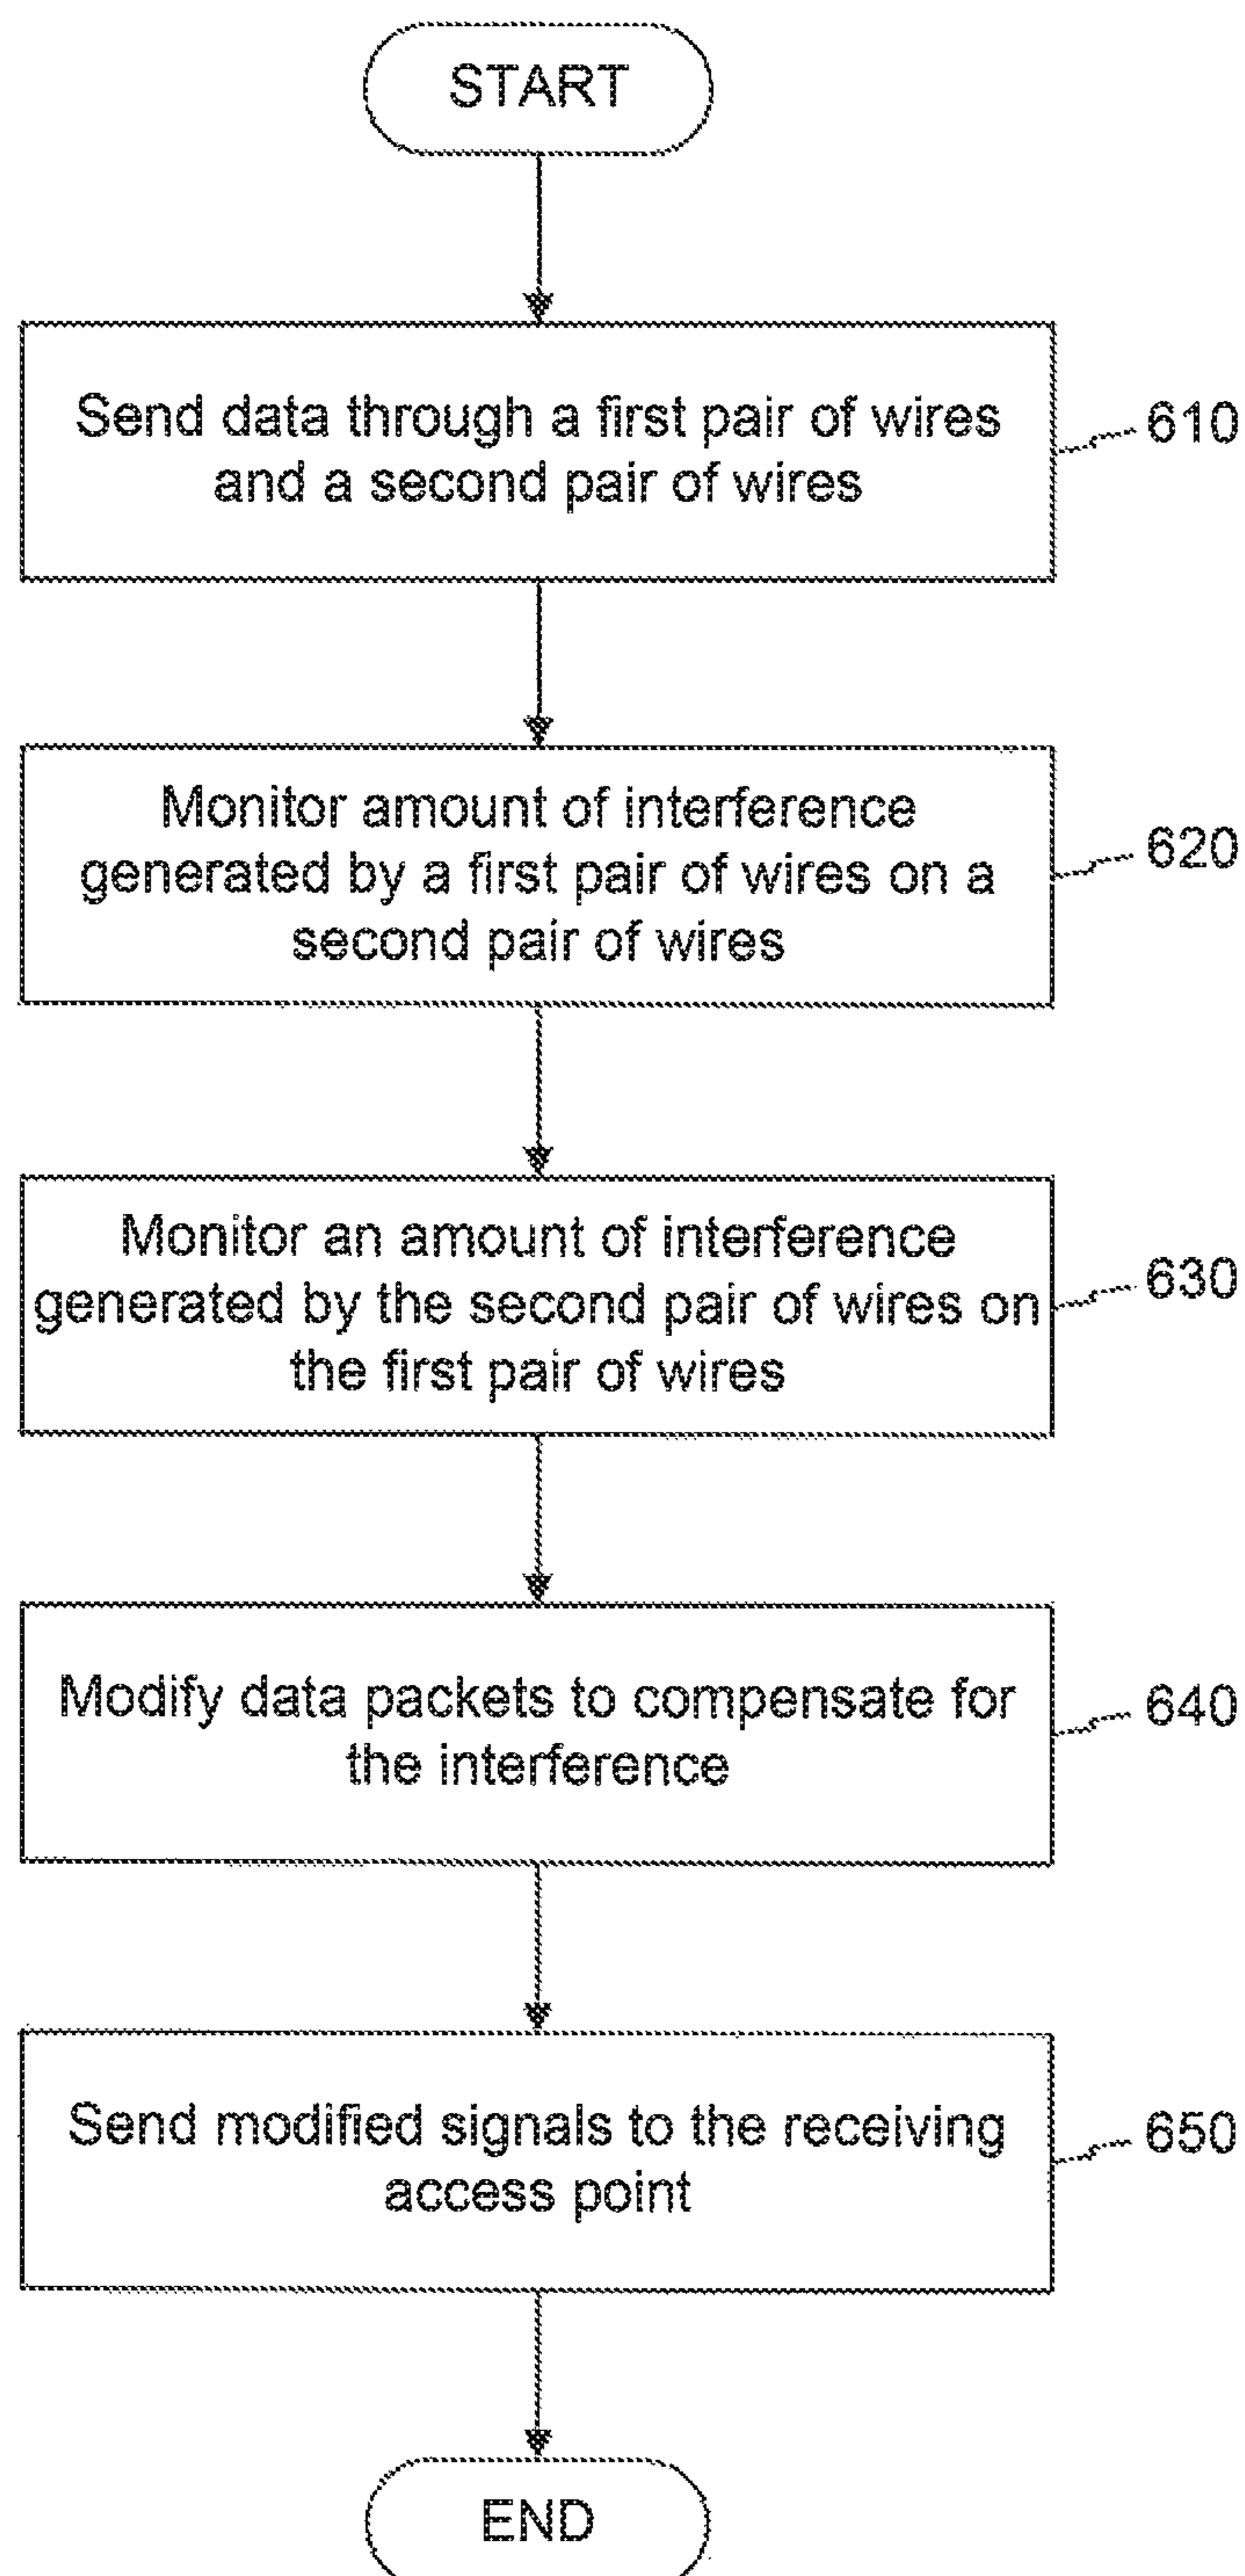 START
Send data through a first pair of wires
and a second pair of wires
610
Monitor amount of interference
generated by a first pair of wires on a
second pair of wires
620
Monitor an amount of interference
generated by the second pair of wires on
the first pair of wires
630
Modify data packets to compensate for
the interference
640
Send modified signals to the receiving
access point
650
END